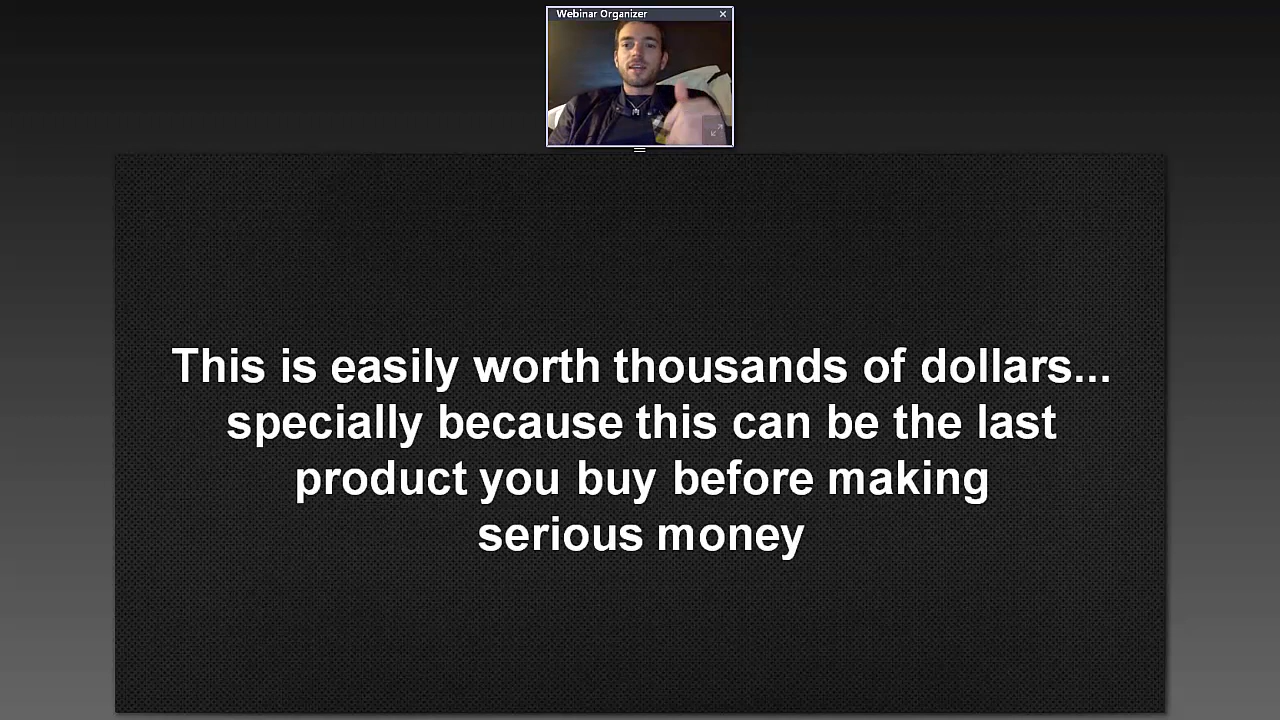 Webinar Organizer
This is easily worth thousands of dollars...
specially because this can be the last
product you buy before making
serious money